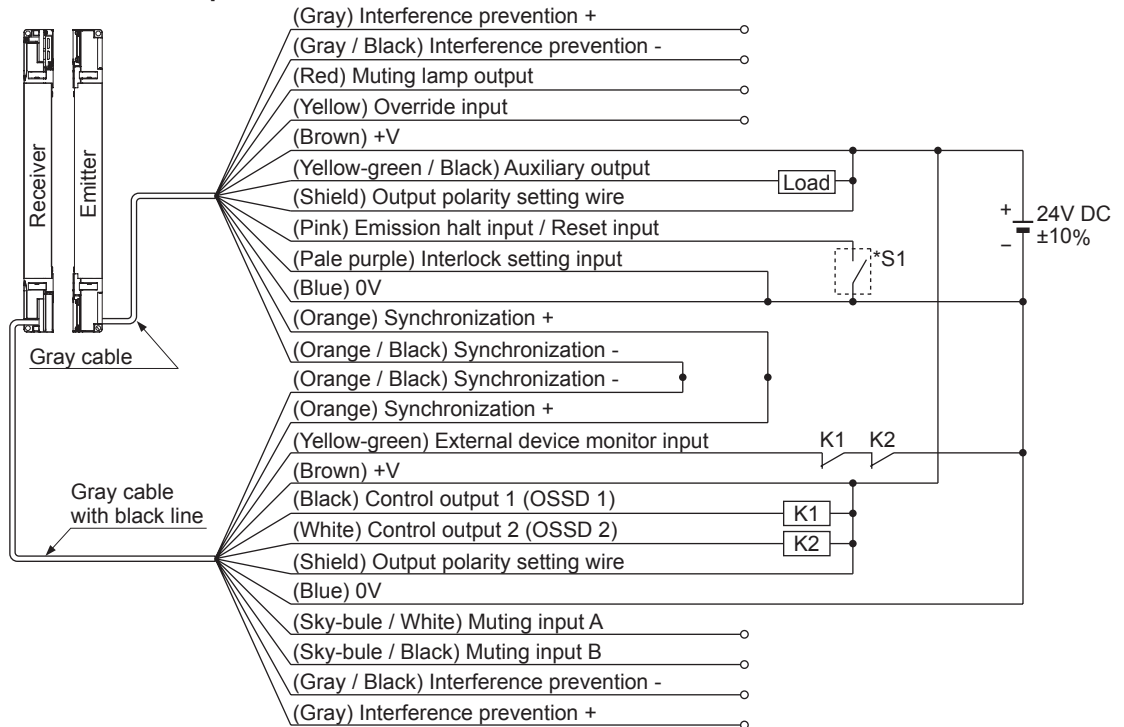 (Gray) Interference prevention +
(Gray / Black) Interference prevention -
(Red) Muting lamp output
(Yellow) Override input
(Brown) +V
(Yellow-green / Black) Auxiliary output
Load
(Shield) Output polarity setting wire
(Pink) Emission halt input / Reset input
(Pale purple) Interlock setting input
(Blue) 0V
(Orange) Synchronization +
(Orange / Black) Synchronization -
Receiver
Emitter
+
−
24V DC
±10%
*S1
Gray cable
(Orange / Black) Synchronization -
(Orange) Synchronization +
(Yellow-green) External device monitor input
K1 K2
(Brown) +V
(Black) Control output 1 (OSSD 1)
K1
(White) Control output 2 (OSSD 2)
K2
(Shield) Output polarity setting wire
(Blue) 0V
(Sky-bule / White) Muting input A
(Sky-bule / Black) Muting input B
(Gray / Black) Interference prevention -
(Gray) Interference prevention +
Gray cable
with black line